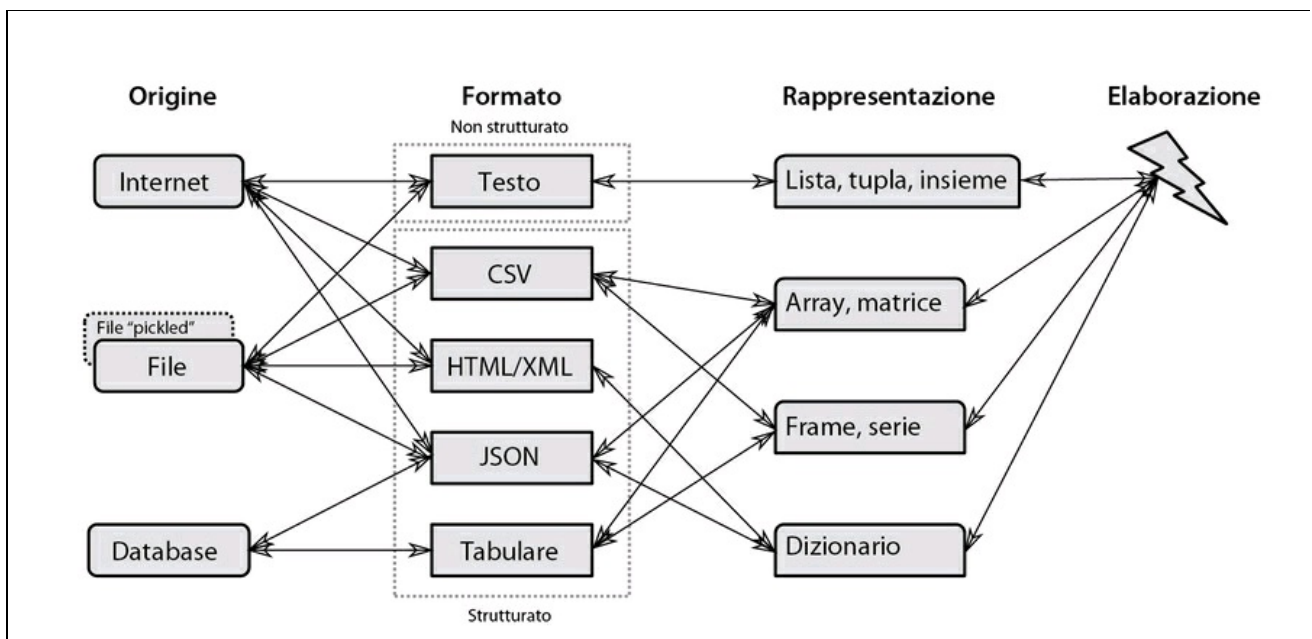 Origine
Formato
Rappresentazione
Elaborazione
Non strutturato
Internet
Testo
Lista, tupla, insieme
CSV
Array, matrice
File “pickled”
File
HTML/XML
Frame, serie
JSON
Database
Tabulare
Dizionario
Strutturato